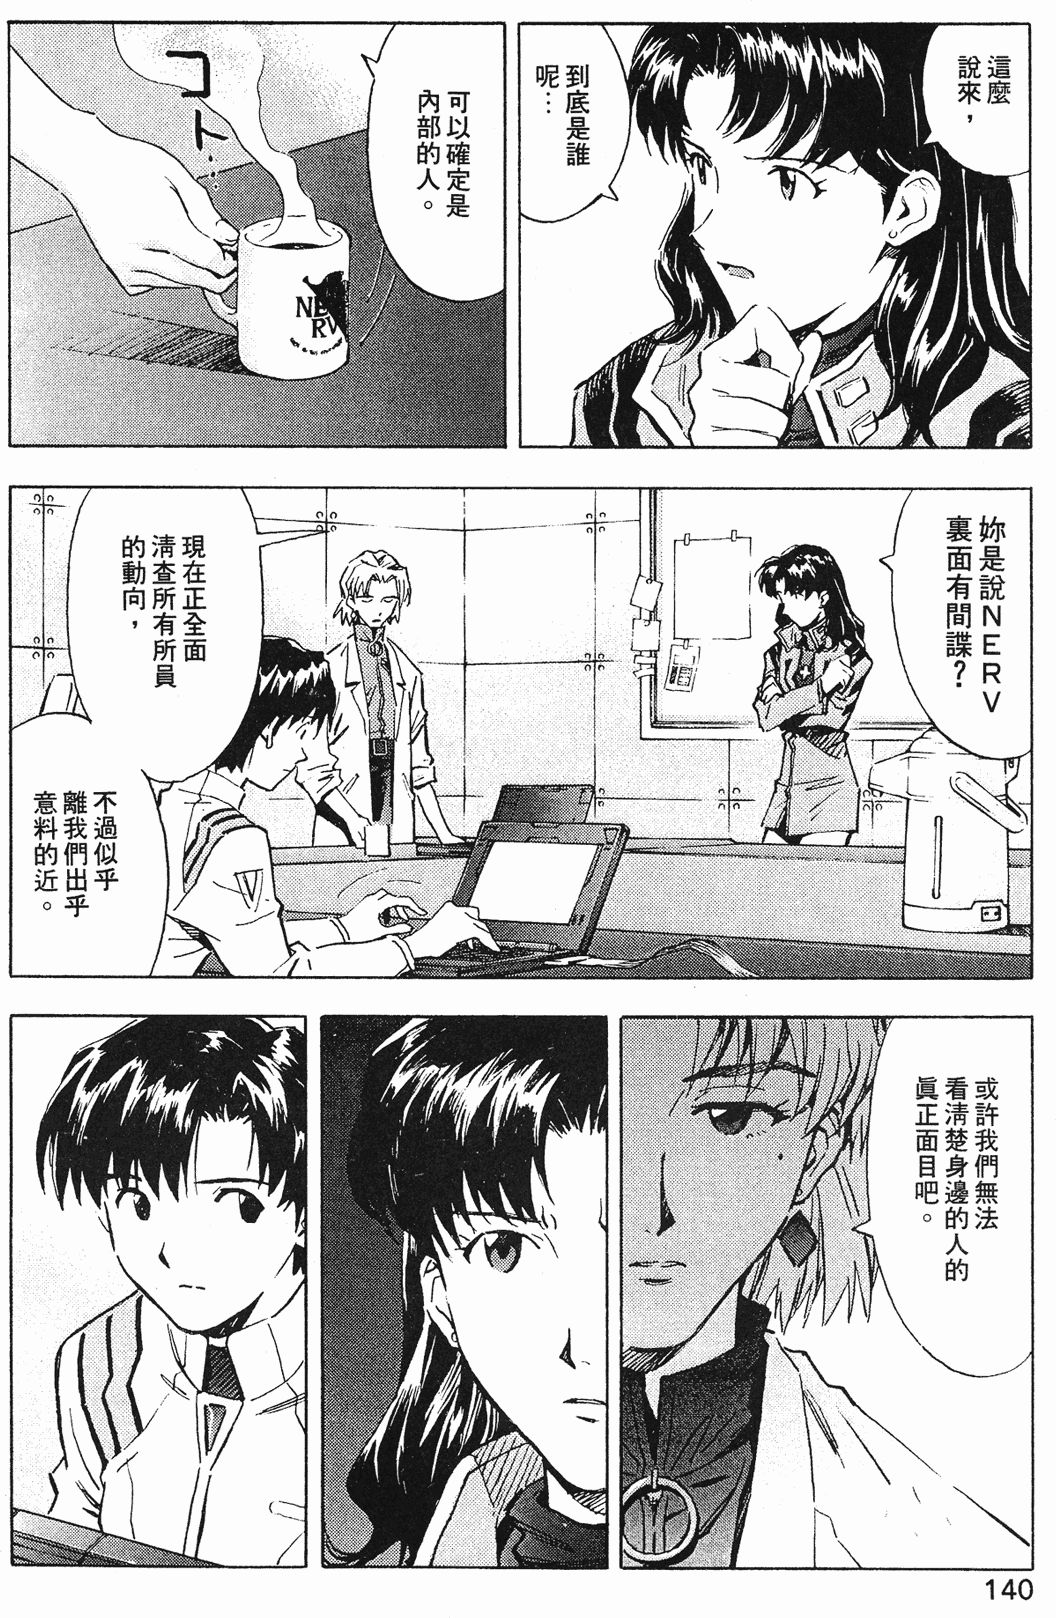 這麼
說來，
到底是誰
呢…
可以確定是
內部的人。
コト…
NE
RV
妳是說NERV
裏面有間諜？
現在正全面
清查所有所員
的動向，
不過似乎
離我們出乎
意料的近。
或許我們無法
看清楚身邊的人的
眞正面目吧。
140